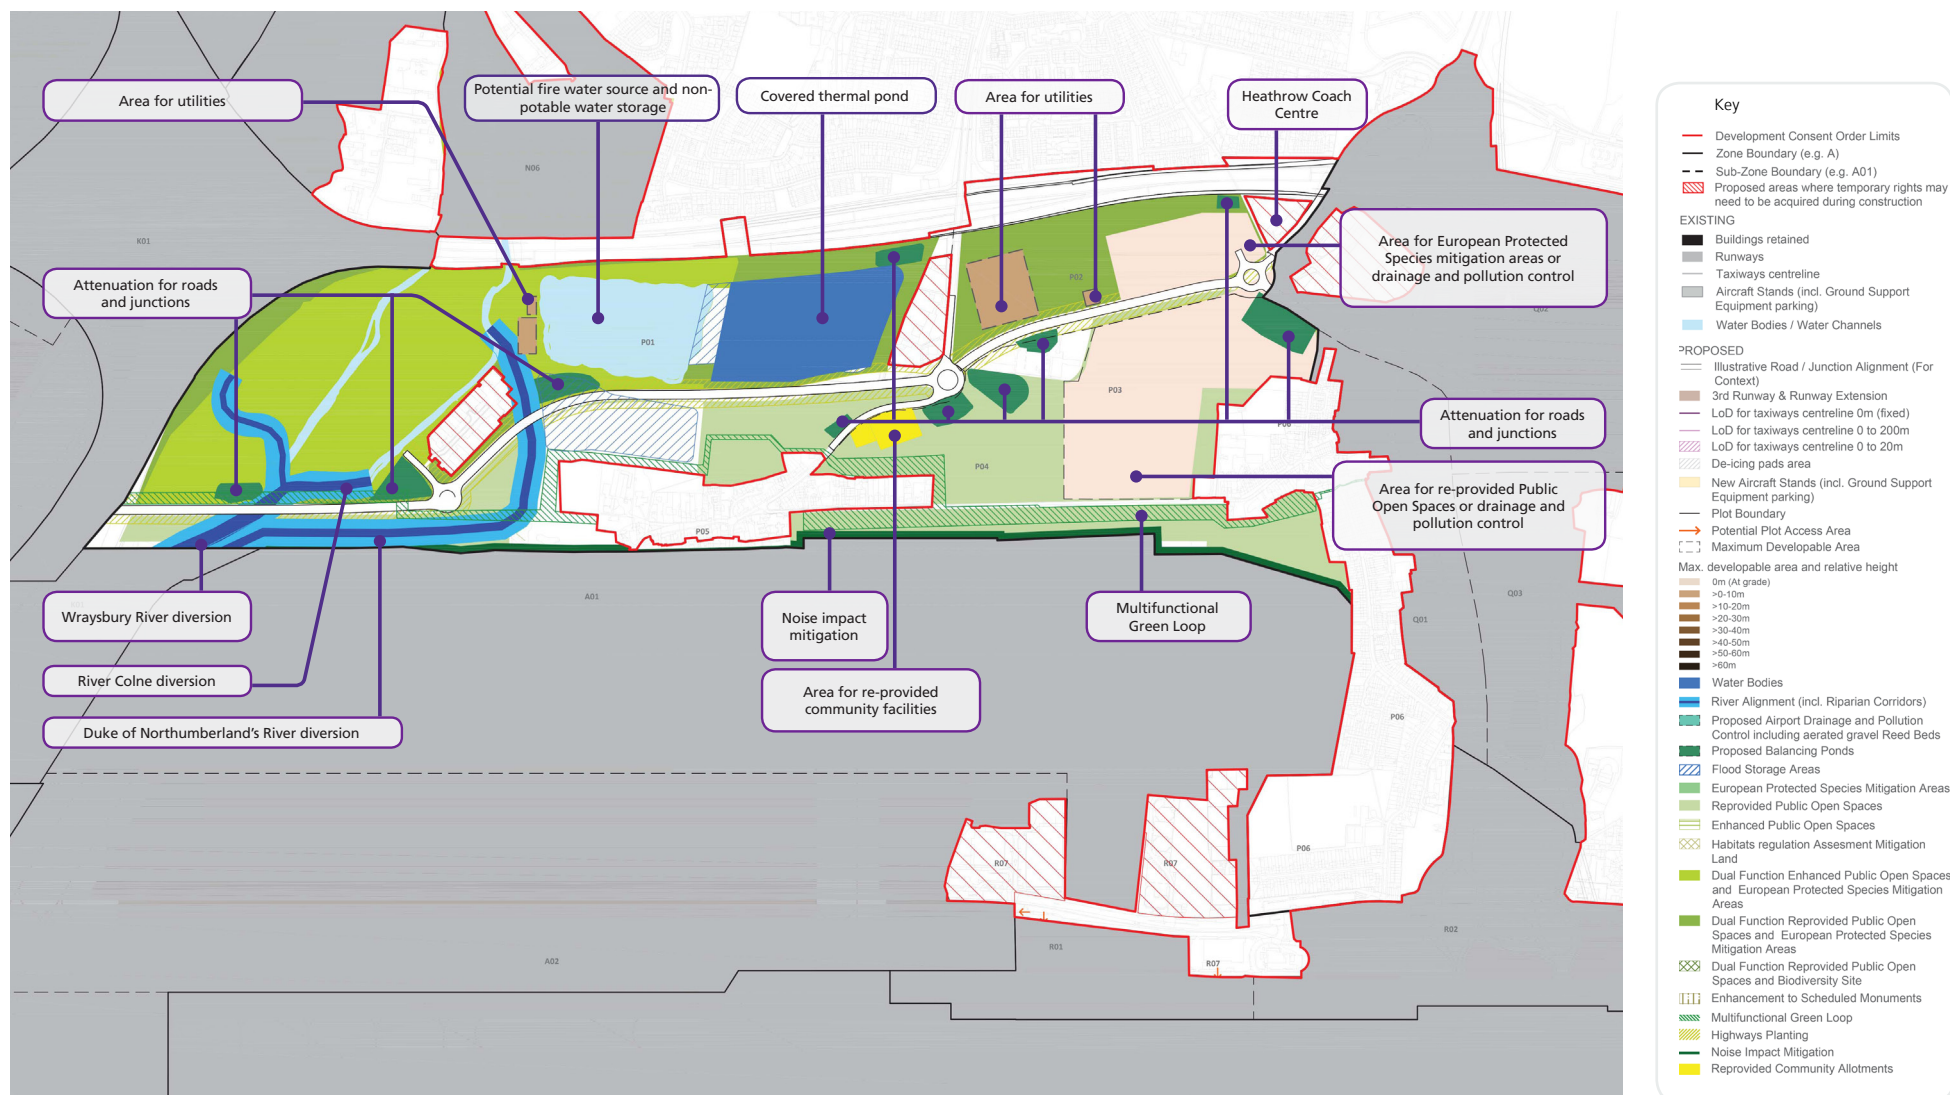 Area for utilities
Potential fire water source and non-
potable water storage
Covered thermal pond
Area for utilities
Heathrow Coach
Centre
Attenuation for roads
and junctions
Area for European Protected
Species mitigation areas or
drainage and pollution control
Attenuation for roads
and junctions
Area for re-provided Public
Open Spaces or drainage and
pollution control
Wraysbury River diversion
River Colne diversion
Duke of Northumberland's River diversion
Noise impact
mitigation
Area for re-provided
community facilities
Multifunctional
Green Loop
K01
N06
P01
P02
P03
P04
P05
P06
P06
P06
Q01
Q02
Q03
A01
A02
R01
R02
R07
R07
R07
Key
Development Consent Order Limits
Zone Boundary (e.g. A)
Sub-Zone Boundary (e.g. A01)
Proposed areas where temporary rights may
need to be acquired during construction
EXISTING
Buildings retained
Runways
Taxiways centreline
Aircraft Stands (incl. Ground Support
Equipment parking)
Water Bodies / Water Channels
PROPOSED
Illustrative Road / Junction Alignment (For
Context)
3rd Runway & Runway Extension
LoD for taxiways centreline 0m (fixed)
LoD for taxiways centreline 0 to 200m
LoD for taxiways centreline 0 to 20m
De-icing pads area
New Aircraft Stands (incl. Ground Support
Equipment parking)
Plot Boundary
Potential Plot Access Area
Maximum Developable Area
Max. developable area and relative height
0m (At grade)
>0-10m
>10-20m
>20-30m
>30-40m
>40-50m
>50-60m
>60m
Water Bodies
River Alignment (incl. Riparian Corridors)
Proposed Airport Drainage and Pollution
Control including aerated gravel Reed Beds
Proposed Balancing Ponds
Flood Storage Areas
European Protected Species Mitigation Areas
Reprovided Public Open Spaces
Enhanced Public Open Spaces
Habitats regulation Assesment Mitigation
Land
Dual Function Enhanced Public Open Spaces
and European Protected Species Mitigation
Areas
Dual Function Reprovided Public Open
Spaces and European Protected Species
Mitigation Areas
Dual Function Reprovided Public Open
Spaces and Biodiversity Site
Enhancement to Scheduled Monuments
Multifunctional Green Loop
Highways Planting
Noise Impact Mitigation
Reprovided Community Allotments